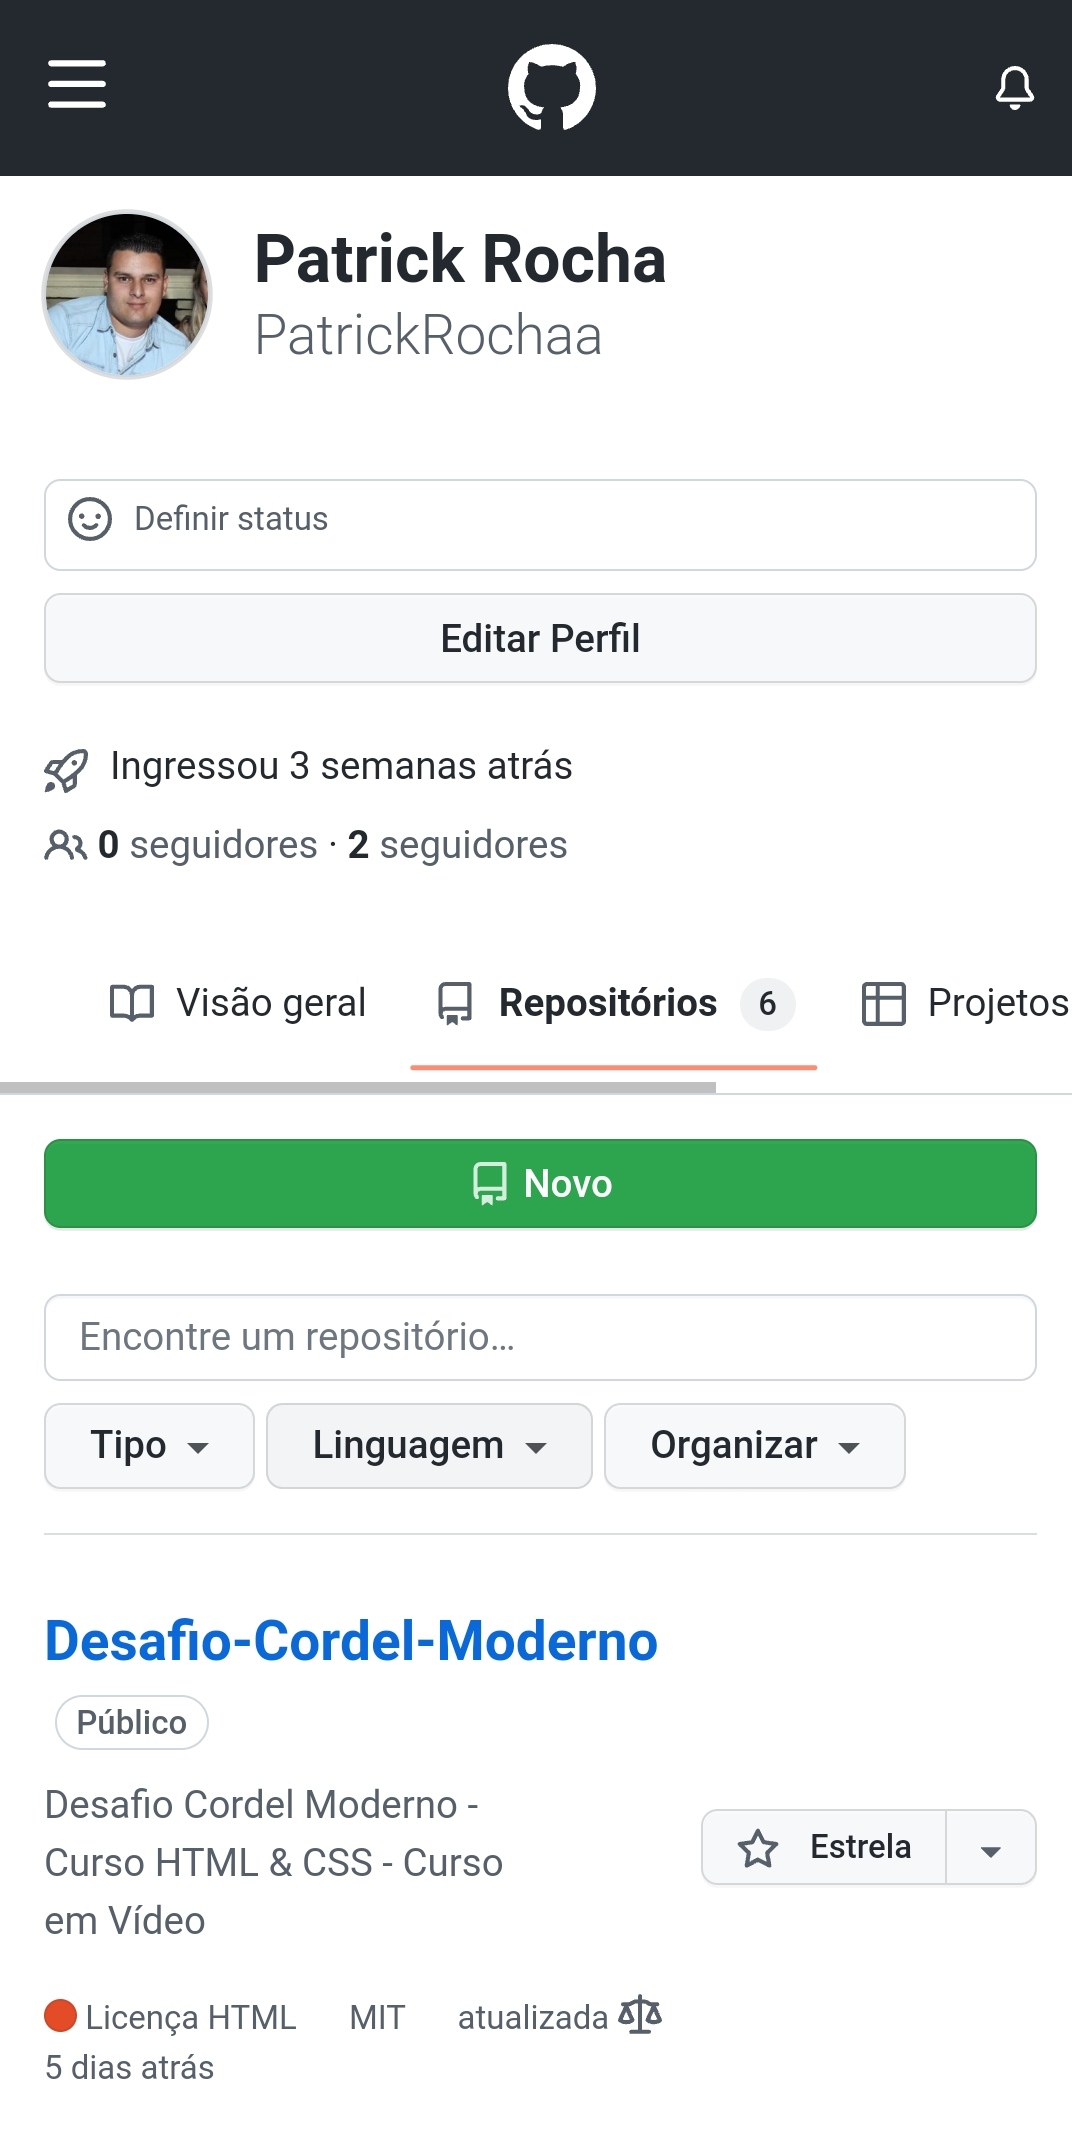 Patrick Rocha
PatrickRochaa
Definir status
Editar Perfil
Ingressou 3 semanas atrás
0 seguidores · 2 seguidores
Visão geral Repositórios 6 Projetos
Novo
Encontre um repositório...
Tipo Linguagem Organizar
Desafio-Cordel-Moderno
Público
Desafio Cordel Moderno -
Curso HTML & CSS - Curso
em Vídeo
Estrela
Licença HTML MIT atualizada
5 dias atrás